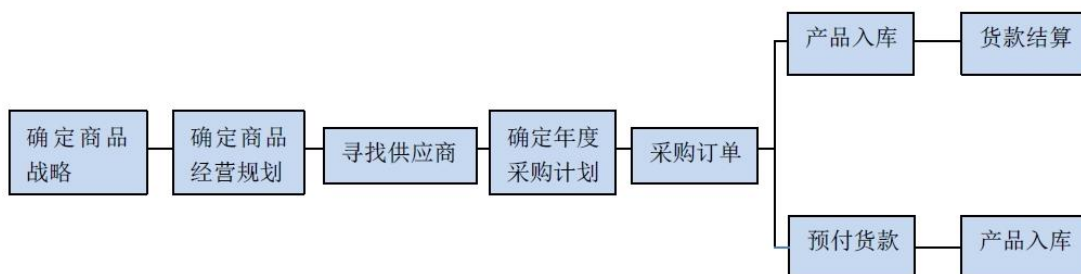 确定商品
战略
确定商品
经营规划
寻找供应商
确定年度
采购计划
采购订单
产品入库
货款结算
预付货款
产品入库